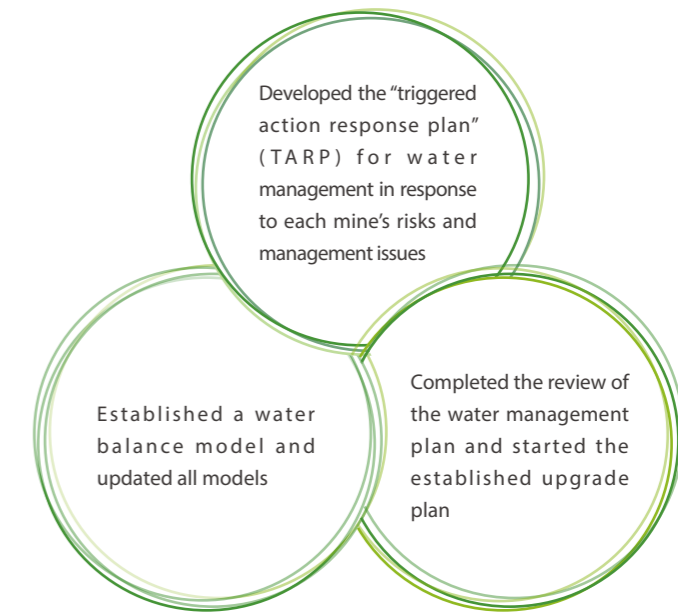 Developed the “triggered
action response plan”
(TARP) for water
management in response
to each mine’s risks and
management issues
Established a water
balance model and
updated all models
Completed the review of
the water management
plan and started the
established upgrade
plan